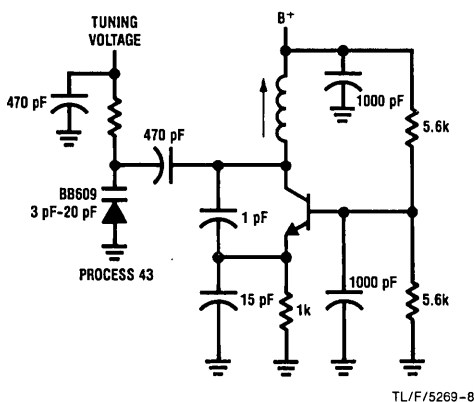 TUNING
VOLTAGE
B+
470 pF
1000 pF
5.6k
470 pF
BB609
3 pF-20 pF
1 pF
PROCESS 43
15 pF
1k
1000 pF
5.6k
TL/F/5269-8